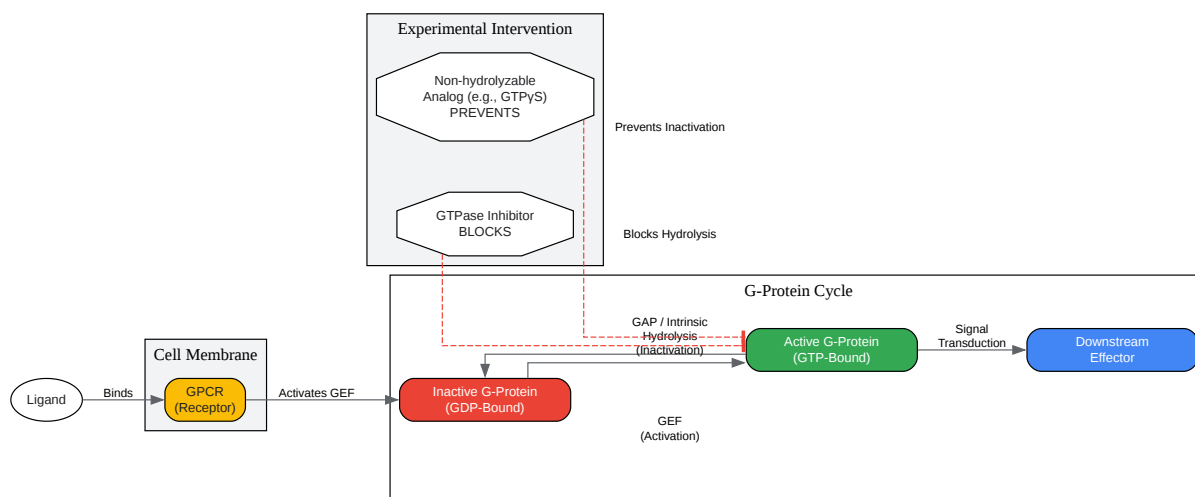 Experimental Intervention
Non-hydrolyzable
Analog (e.g., GTPγS)
PREVENTS
Prevents Inactivation
GTPase Inhibitor
BLOCKS
Blocks Hydrolysis
G-Protein Cycle
GAP / Intrinsic
Hydrolysis
(Inactivation)
Active G-Protein
(GTP-Bound)
Signal
Transduction
Downstream
Effector
Cell Membrane
Ligand
Binds
GPCR
(Receptor)
Activates GEF
Inactive G-Protein
(GDP-Bound)
GEF
(Activation)